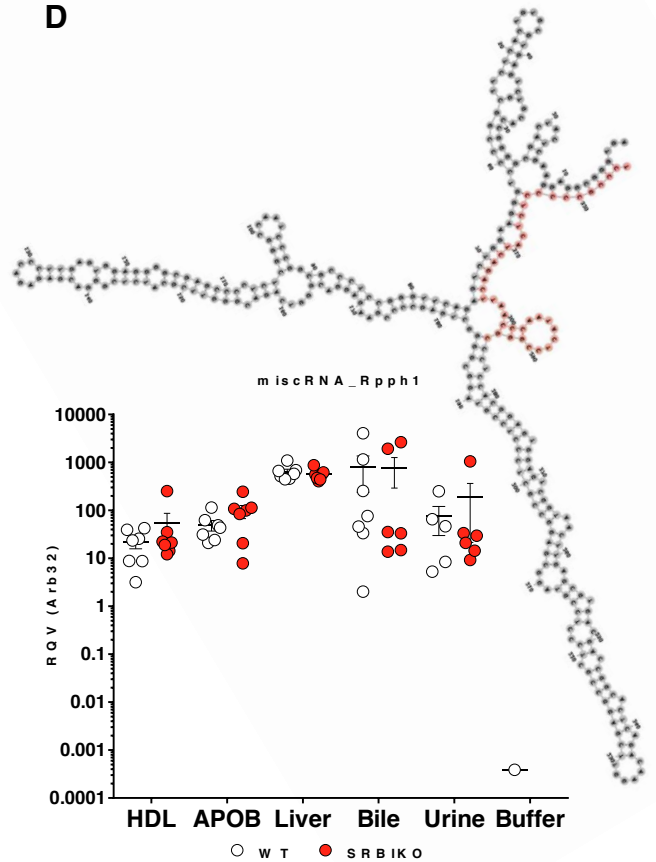 D
miscRNA_Rpph1
RQV (Arb32)
10000
1000
100
10
1
0.1
0.01
0.001
0.0001
HDL APOB Liver Bile Urine Buffer
WT SRBIKO